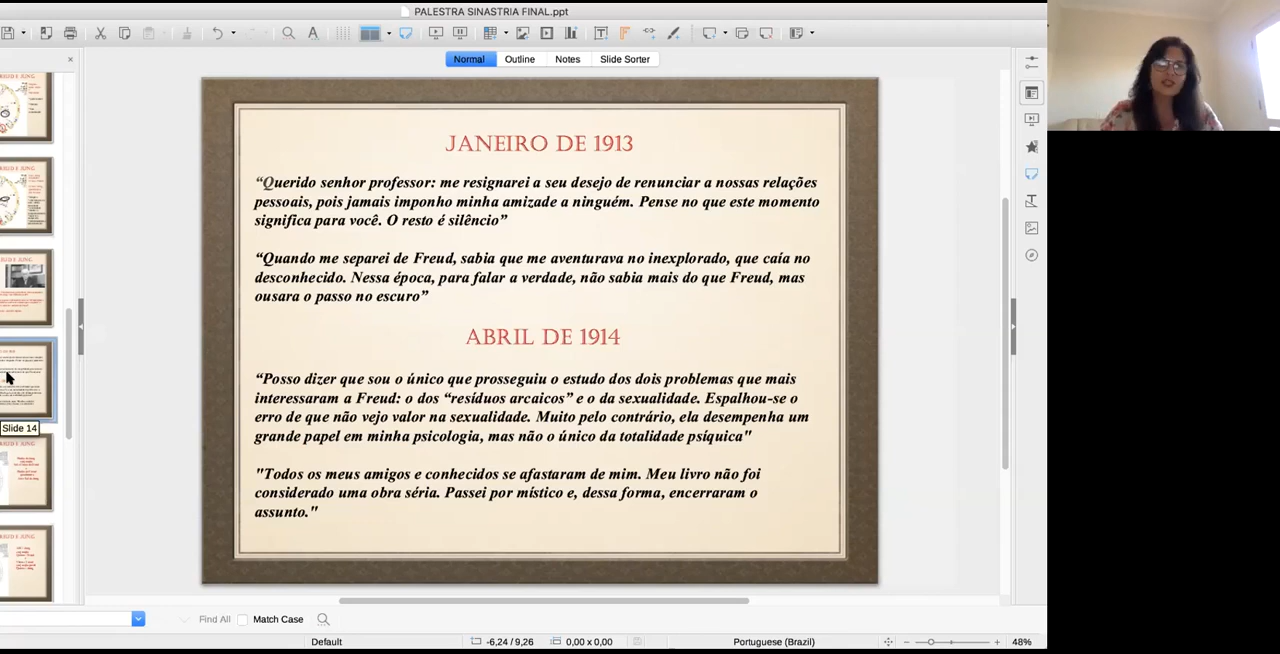 PALESTRA SINASTRIA FINAL.ppt
Normal
Outline
Notes
Slide Sorter
JANEIRO DE 1913
“Querido senhor professor: me resignarei a seu desejo de renunciar a nossas relações
pessoais, pois jamais imponho minha amizade a ninguém. Pense no que este momento
significa para você. O resto é silêncio”
“Quando me separei de Freud, sabia que me aventurava no inexplorado, que caía no
desconhecido. Nessa época, para falar a verdade, não sabia mais do que Freud, mas
ousara o passo no escuro”
ABRIL DE 1914
“Posso dizer que sou o único que prosseguiu o estudo dos dois problemas que mais
interessaram a Freud: o dos “resíduos arcaicos” e o da sexualidade. Espalhou-se o
erro de que não vejo valor na sexualidade. Muito pelo contrário, ela desempenha um
grande papel em minha psicologia, mas não o único da totalidade psíquica"
"Todos os meus amigos e conhecidos se afastaram de mim. Meu livro não foi
considerado uma obra séria. Passei por místico e, dessa forma, encerraram o
assunto."
Slide 14
Find All
Match Case
Default
-6,24 / 9,26
0,00 x 0,00
Portuguese (Brazil)
48%